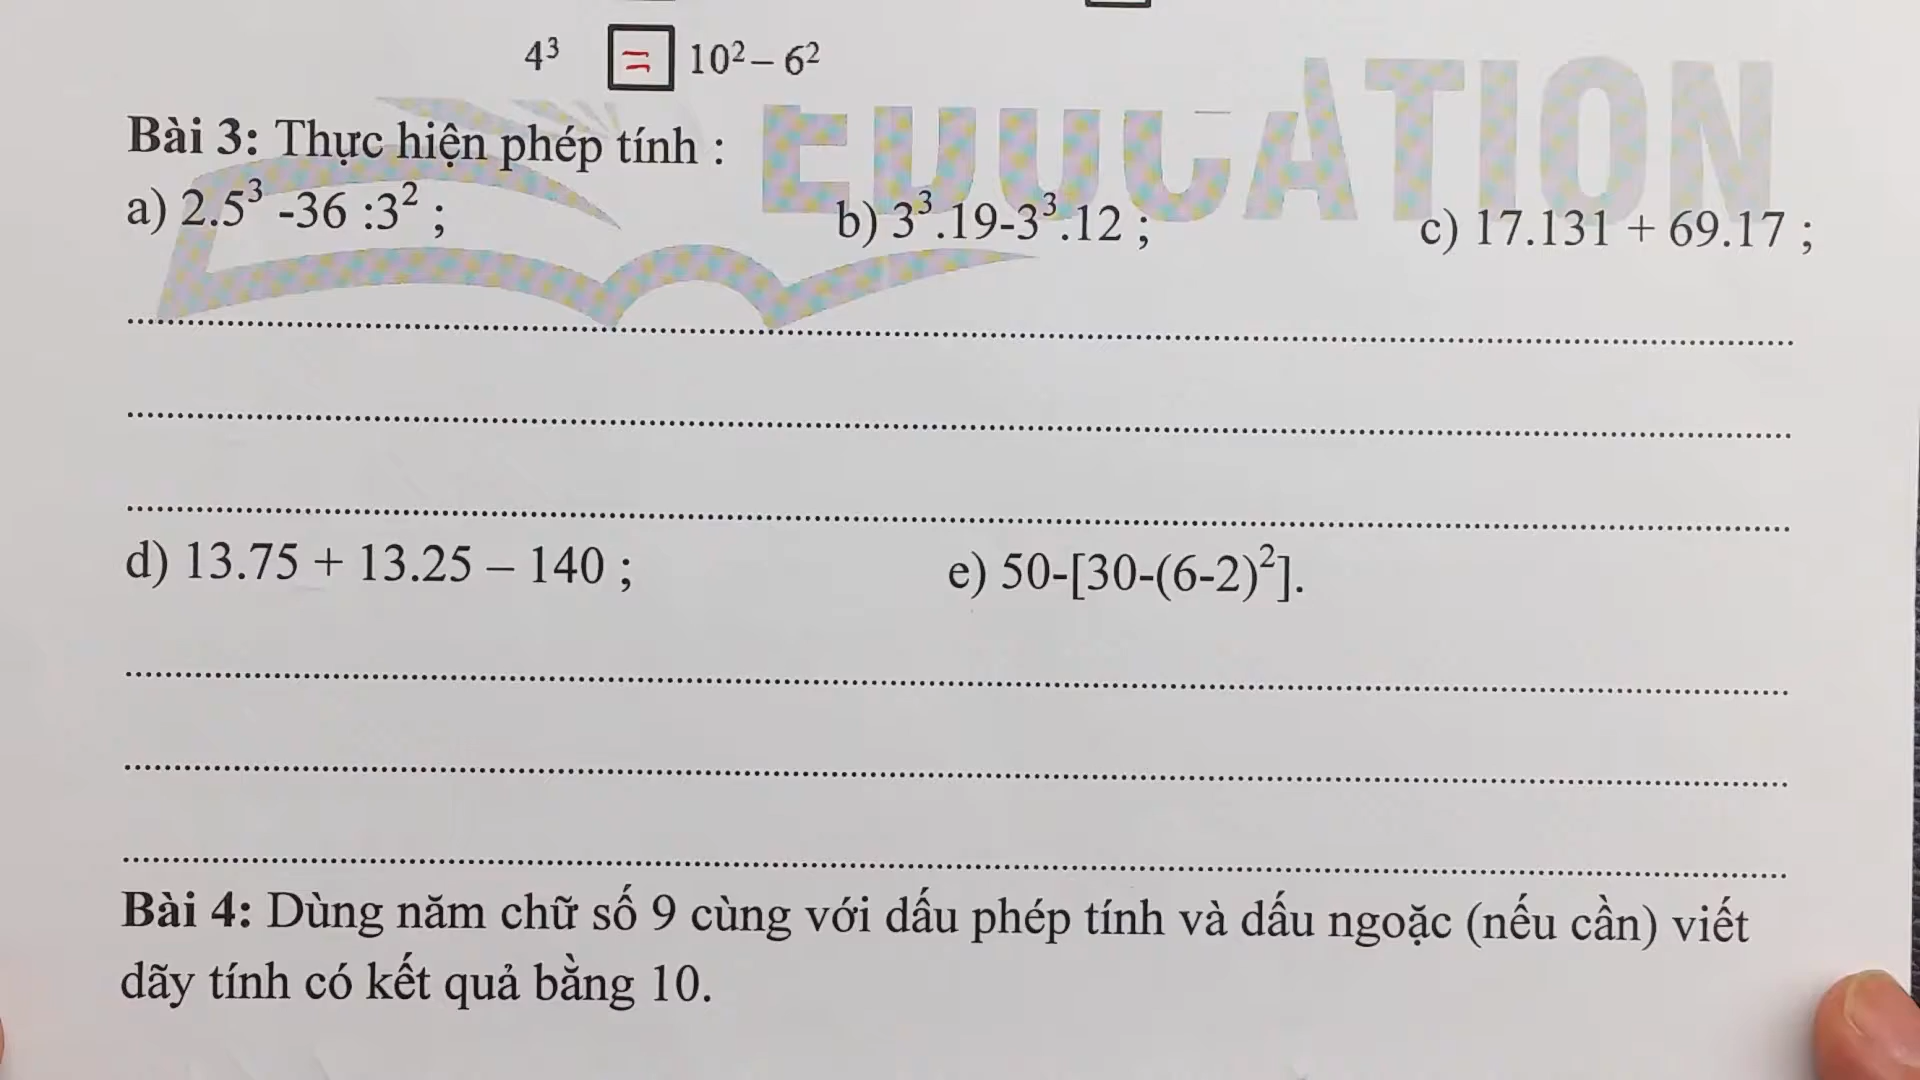 4³ = 10² – 6²
EDUCATION
Bài 3: Thực hiện phép tính :
a) 2.5³ -36 :3² ; b) 3³.19-3³.12 ; c) 17.131 + 69.17 ;
d) 13.75 + 13.25 – 140 ; e) 50-[30-(6-2)²].
Bài 4: Dùng năm chữ số 9 cùng với dấu phép tính và dấu ngoặc (nếu cần) viết
dãy tính có kết quả bằng 10.